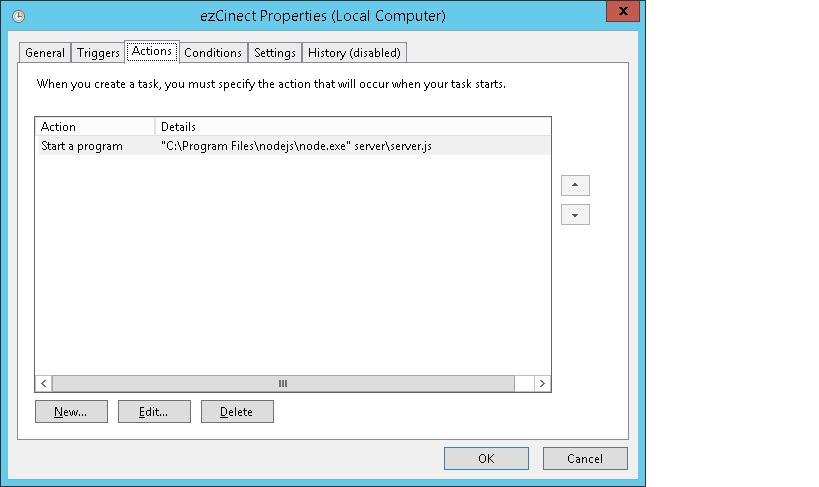 ezCinect Properties (Local Computer)
X
General Triggers Actions Conditions Settings History (disabled)
When you create a task, you must specify the action that will occur when your task starts.
Action Details
Start a program "C:\Program Files\nodejs\node.exe" server\server.js
New... Edit... Delete
OK Cancel